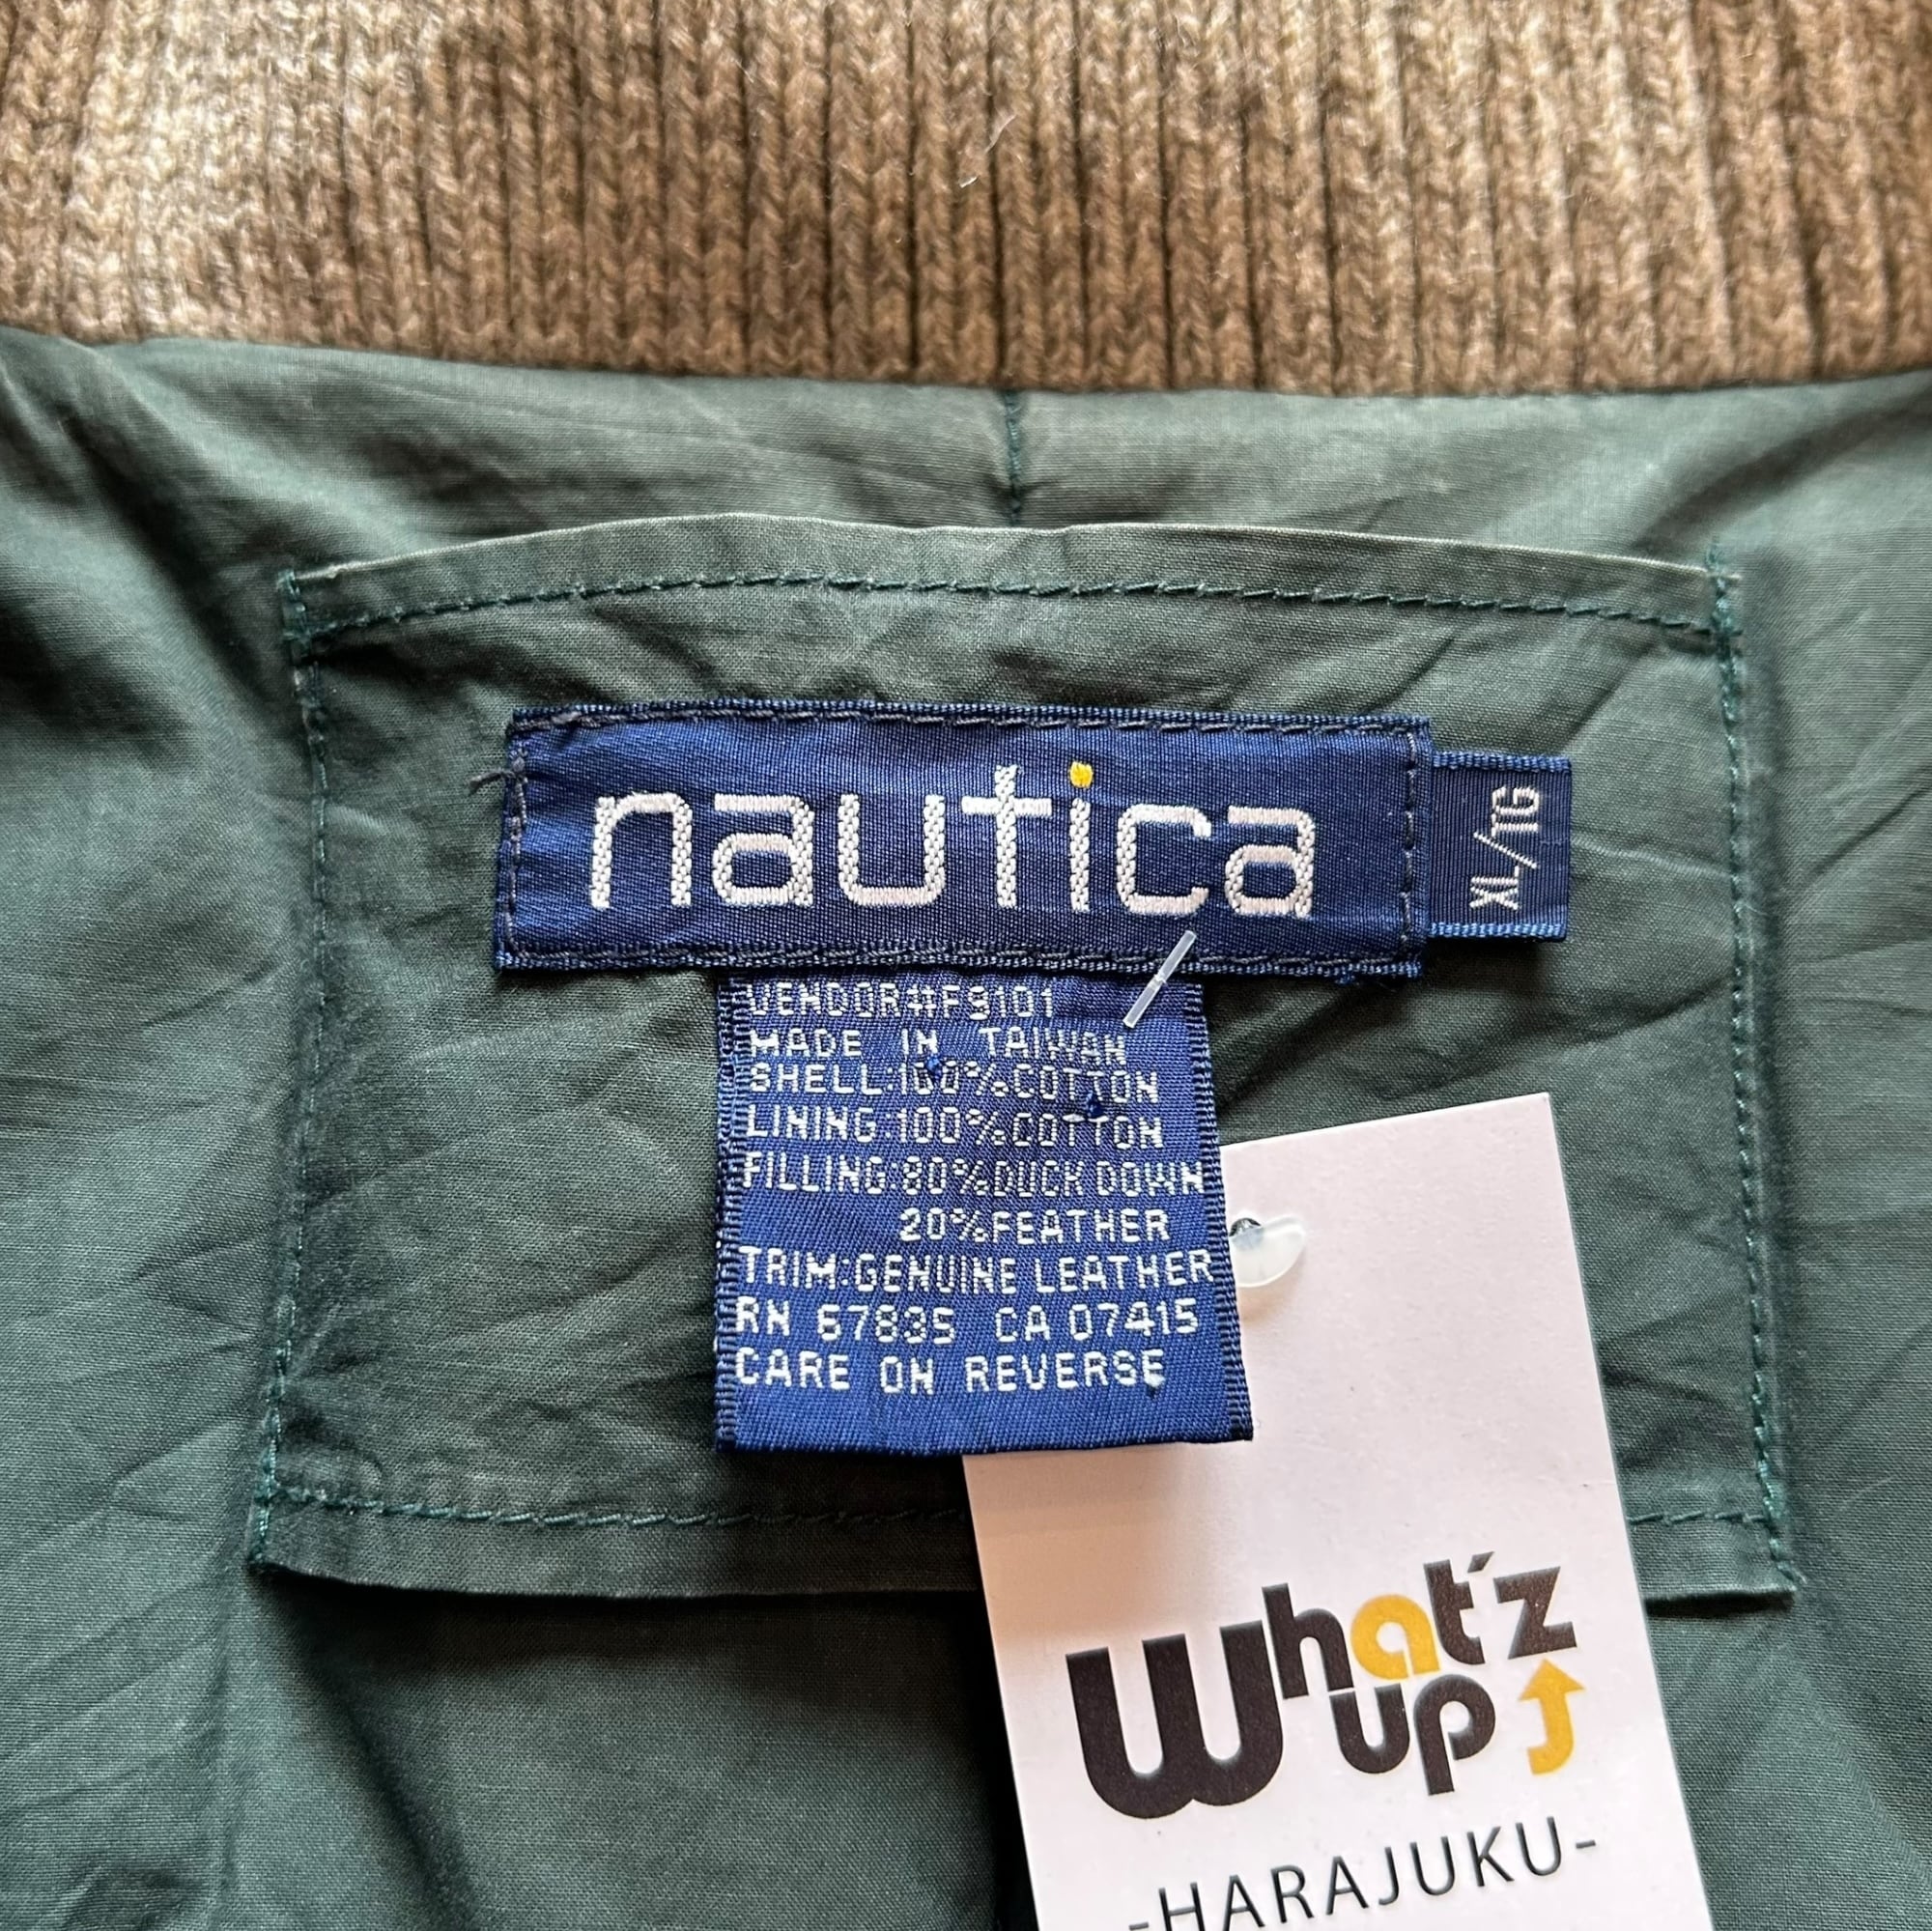 nautica
XL/TG
VENDOR#F9101
MADE IN TAIWAN
SHELL:100%COTTON
LINING:100%COTTON
FILLING:80%DUCK DOWN
20%FEATHER
TRIM:GENUINE LEATHER
RN 67835 CA 07415
CARE ON REVERSE
What'z
up
-HARAJUKU-